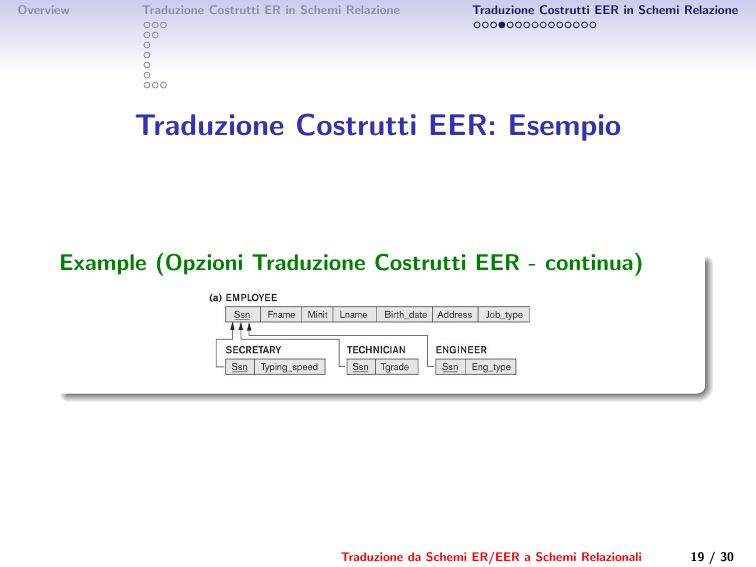 Overview Traduzione Costrutti ER in Schemi Relazione Traduzione Costrutti EER in Schemi Relazione
Traduzione Costrutti EER: Esempio
Example (Opzioni Traduzione Costrutti EER - continua)
(a) EMPLOYEE
Ssn Fname Minit Lname Birth_date Address Job_type
SECRETARY TECHNICIAN ENGINEER
Ssn Typing_speed Ssn Tgrade Ssn Eng_type
Traduzione da Schemi ER/EER a Schemi Relazionali 19 / 30